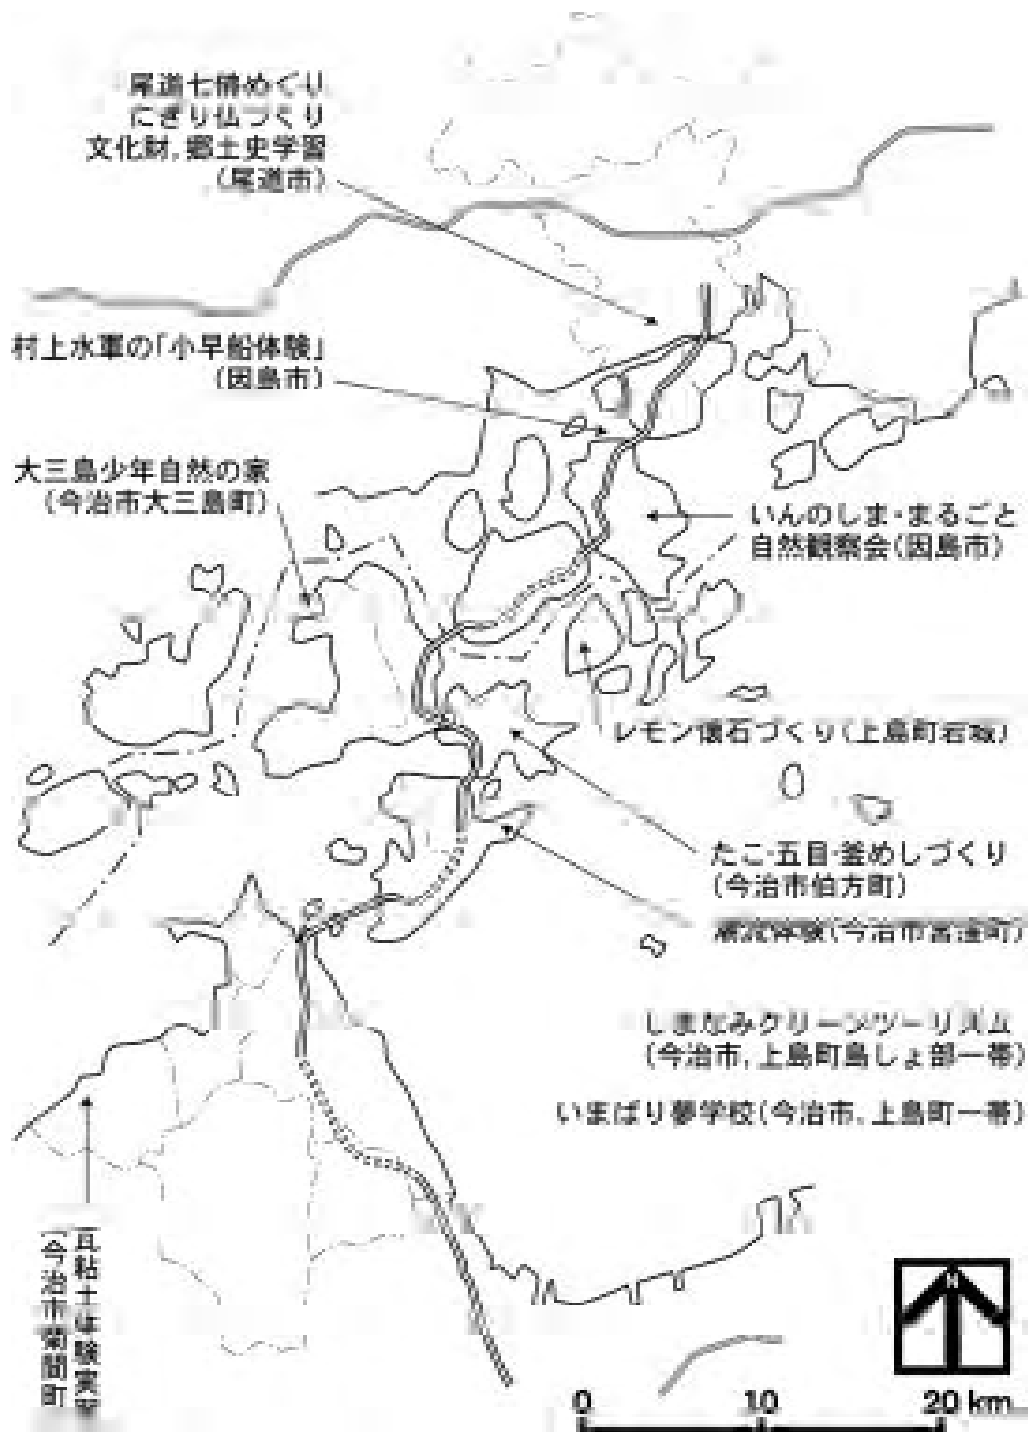 尾道七佛めぐり
にぎり仏づくり
文化財,郷土史学習
(尾道市)
村上水軍の「小早船体験」
(因島市)
大三島少年自然の家
(今治市大三島町)
いんのしま・まるごと
自然観察会(因島市)
レモン懐石づくり(上島町岩城)
たこ・五目・釜めしづくり
(今治市伯方町)
潮流体験(今治市宮窪町)
しまなみグリーンツーリズム
(今治市,上島町島しょ部一帯)
いまばり夢学校(今治市,上島町一帯)
瓦粘土体験実習
(今治市菊間町
0 10 20 km